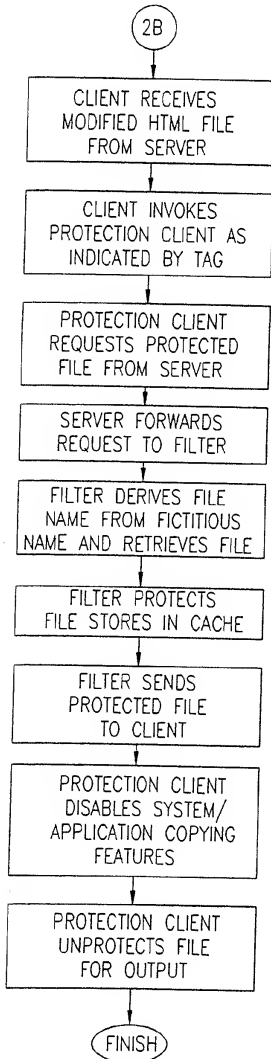 2B
CLIENT RECEIVES
MODIFIED HTML FILE
FROM SERVER
CLIENT INVOKES
PROTECTION CLIENT AS
INDICATED BY TAG
PROTECTION CLIENT
REQUESTS PROTECTED
FILE FROM SERVER
SERVER FORWARDS
REQUEST TO FILTER
FILTER DERIVES FILE
NAME FROM FICTITIOUS
NAME AND RETRIEVES FILE
FILTER PROTECTS
FILE STORES IN CACHE
FILTER SENDS
PROTECTED FILE
TO CLIENT
PROTECTION CLIENT
DISABLES SYSTEM/
APPLICATION COPYING
FEATURES
PROTECTION CLIENT
UNPROTECTS FILE
FOR OUTPUT
FINISH